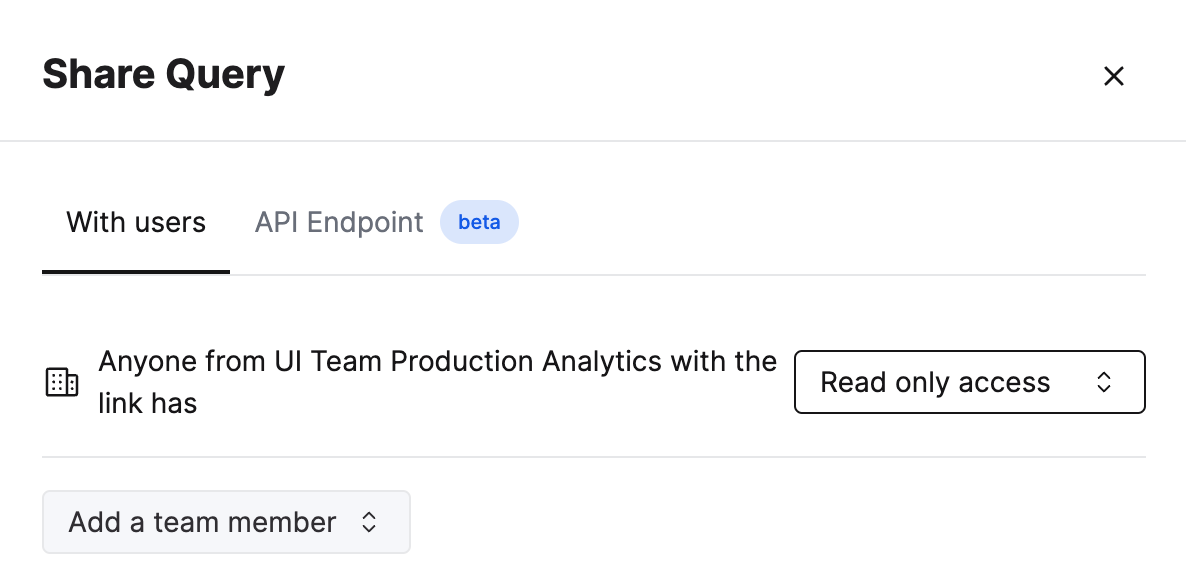 Share Query
With users
API Endpoint
beta
Anyone from UI Team Production Analytics with the
link has
Read only access
Add a team member